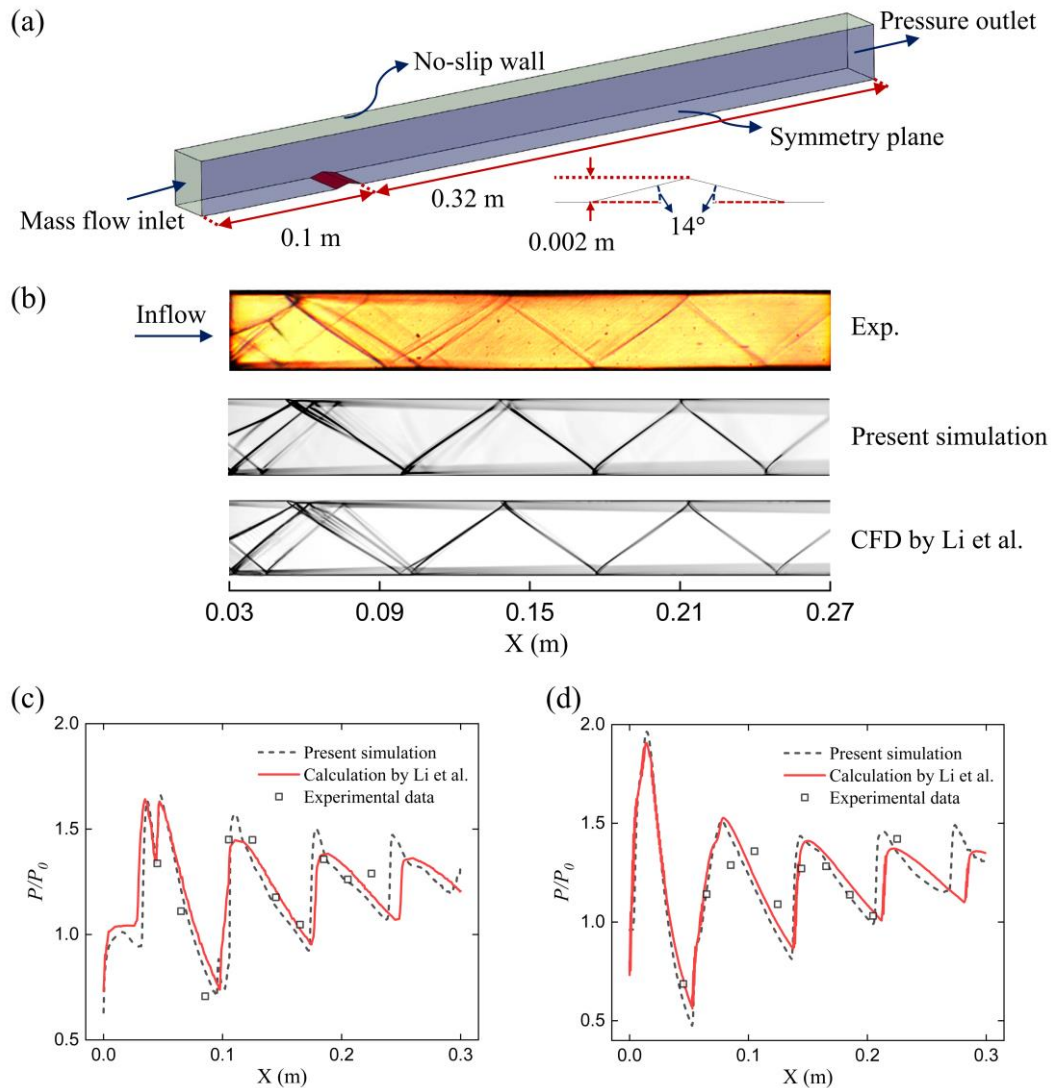 (a)
Pressure outlet
No-slip wall
Symmetry plane
0.32 m
Mass flow inlet
0.1 m
0.002 m
14°
(b)
Inflow
Exp.
Present simulation
CFD by Li et al.
0.03 0.09 0.15 0.21 0.27
X (m)
(c)
2.0
1.5
1.0
0.5
P/P0
Present simulation
Calculation by Li et al.
Experimental data
0.0 0.1 0.2 0.3
X (m)
(d)
2.0
1.5
1.0
0.5
P/P0
Present simulation
Calculation by Li et al.
Experimental data
0.0 0.1 0.2 0.3
X (m)